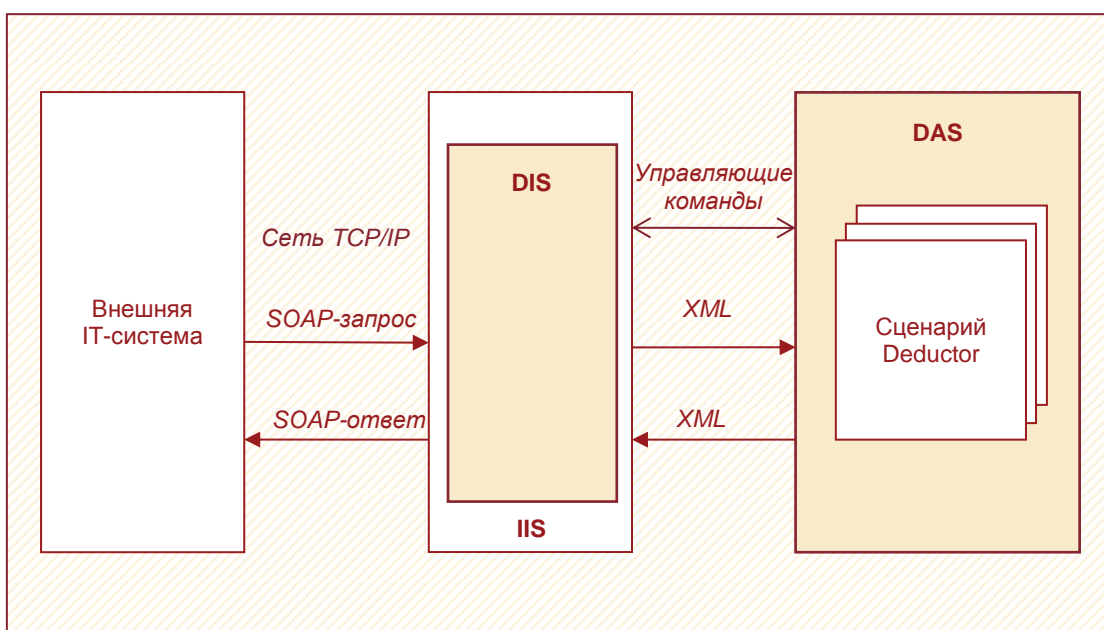 Внешняя
IT-система
Сеть TCP/IP
SOAP-запрос
SOAP-ответ
DIS
IIS
Управляющие
команды
XML
XML
DAS
Сценарий
Deductor